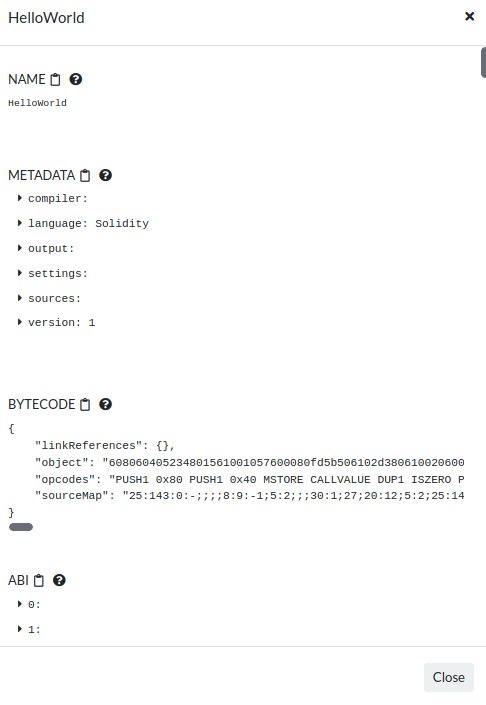 HelloWorld
NAME
HelloWorld
METADATA
compiler:
language: Solidity
output:
settings:
sources:
version: 1
BYTECODE
{
"linkReferences": {},
"object": "608060405234801561001057600080fd5b506102d380610020600
"opcodes": "PUSH1 0x80 PUSH1 0x40 MSTORE CALLVALUE DUP1 ISZERO P
"sourceMap": "25:143:0:-;;;;8:9:-1;5:2;;;30:1;27;20:12;5:2;25:14
}
ABI
0:
1:
Close